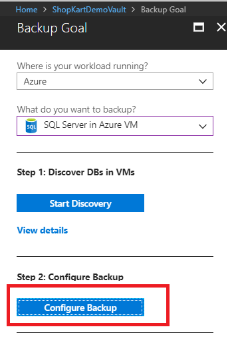 Home > ShopKartDemoVault > Backup Goal
Backup Goal
Where is your workload running?
Azure
What do you want to backup?
SQL SQL Server in Azure VM
Step 1: Discover DBs in VMs
Start Discovery
View details
Step 2: Configure Backup
Configure Backup